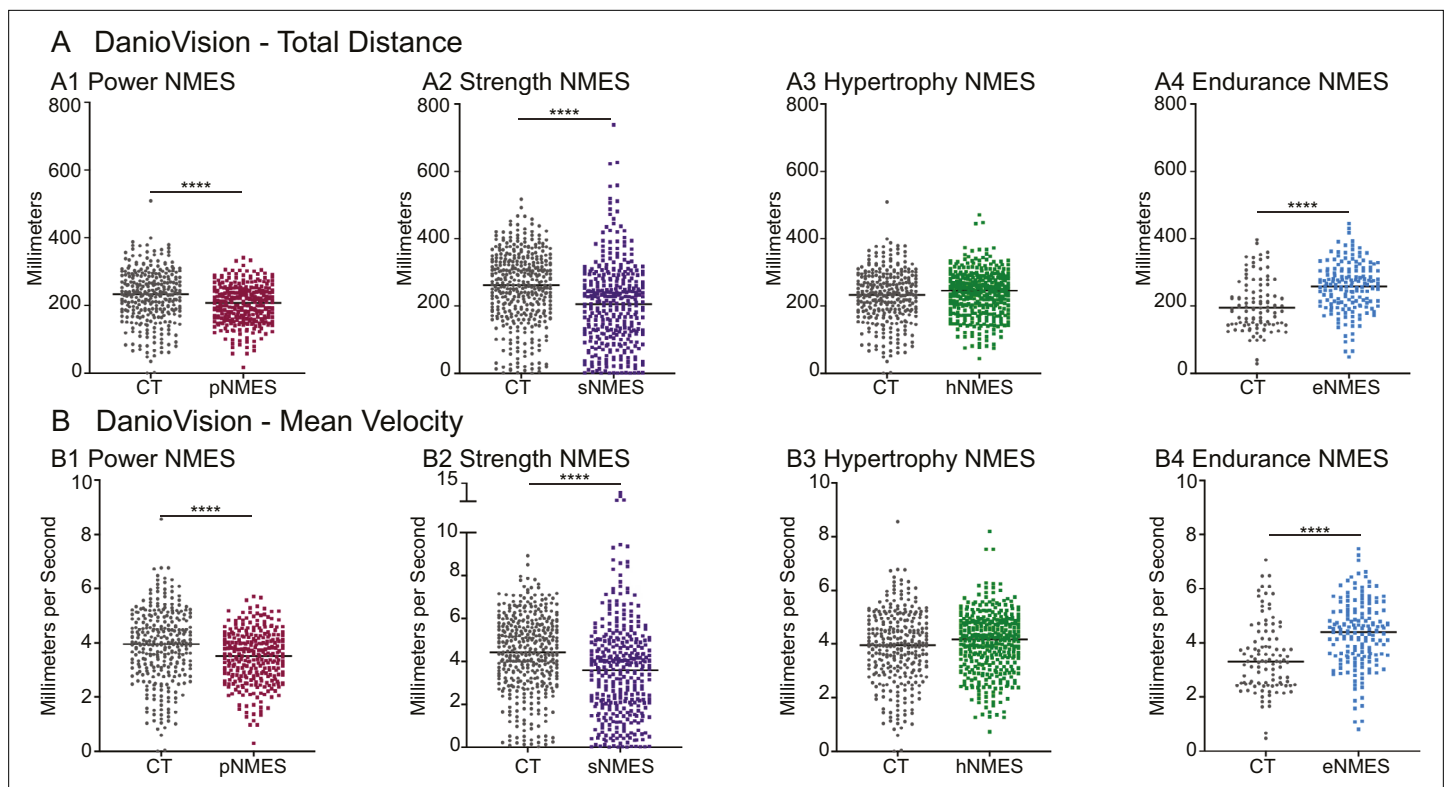 A DanioVision - Total Distance
A1 Power NMES
800
600
400
200
0
Millimeters
****
CT
pNMES
A2 Strength NMES
800
600
400
200
0
Millimeters
****
CT
sNMES
A3 Hypertrophy NMES
800
600
400
200
0
Millimeters
CT
hNMES
A4 Endurance NMES
800
600
400
200
0
Millimeters
****
CT
eNMES
B DanioVision - Mean Velocity
B1 Power NMES
10
8
6
4
2
0
Millimeters per Second
****
CT
pNMES
B2 Strength NMES
15
10
8
6
4
2
0
Millimeters per Second
****
CT
sNMES
B3 Hypertrophy NMES
10
8
6
4
2
0
Millimeters per Second
CT
hNMES
B4 Endurance NMES
10
8
6
4
2
0
Millimeters per Second
****
CT
eNMES